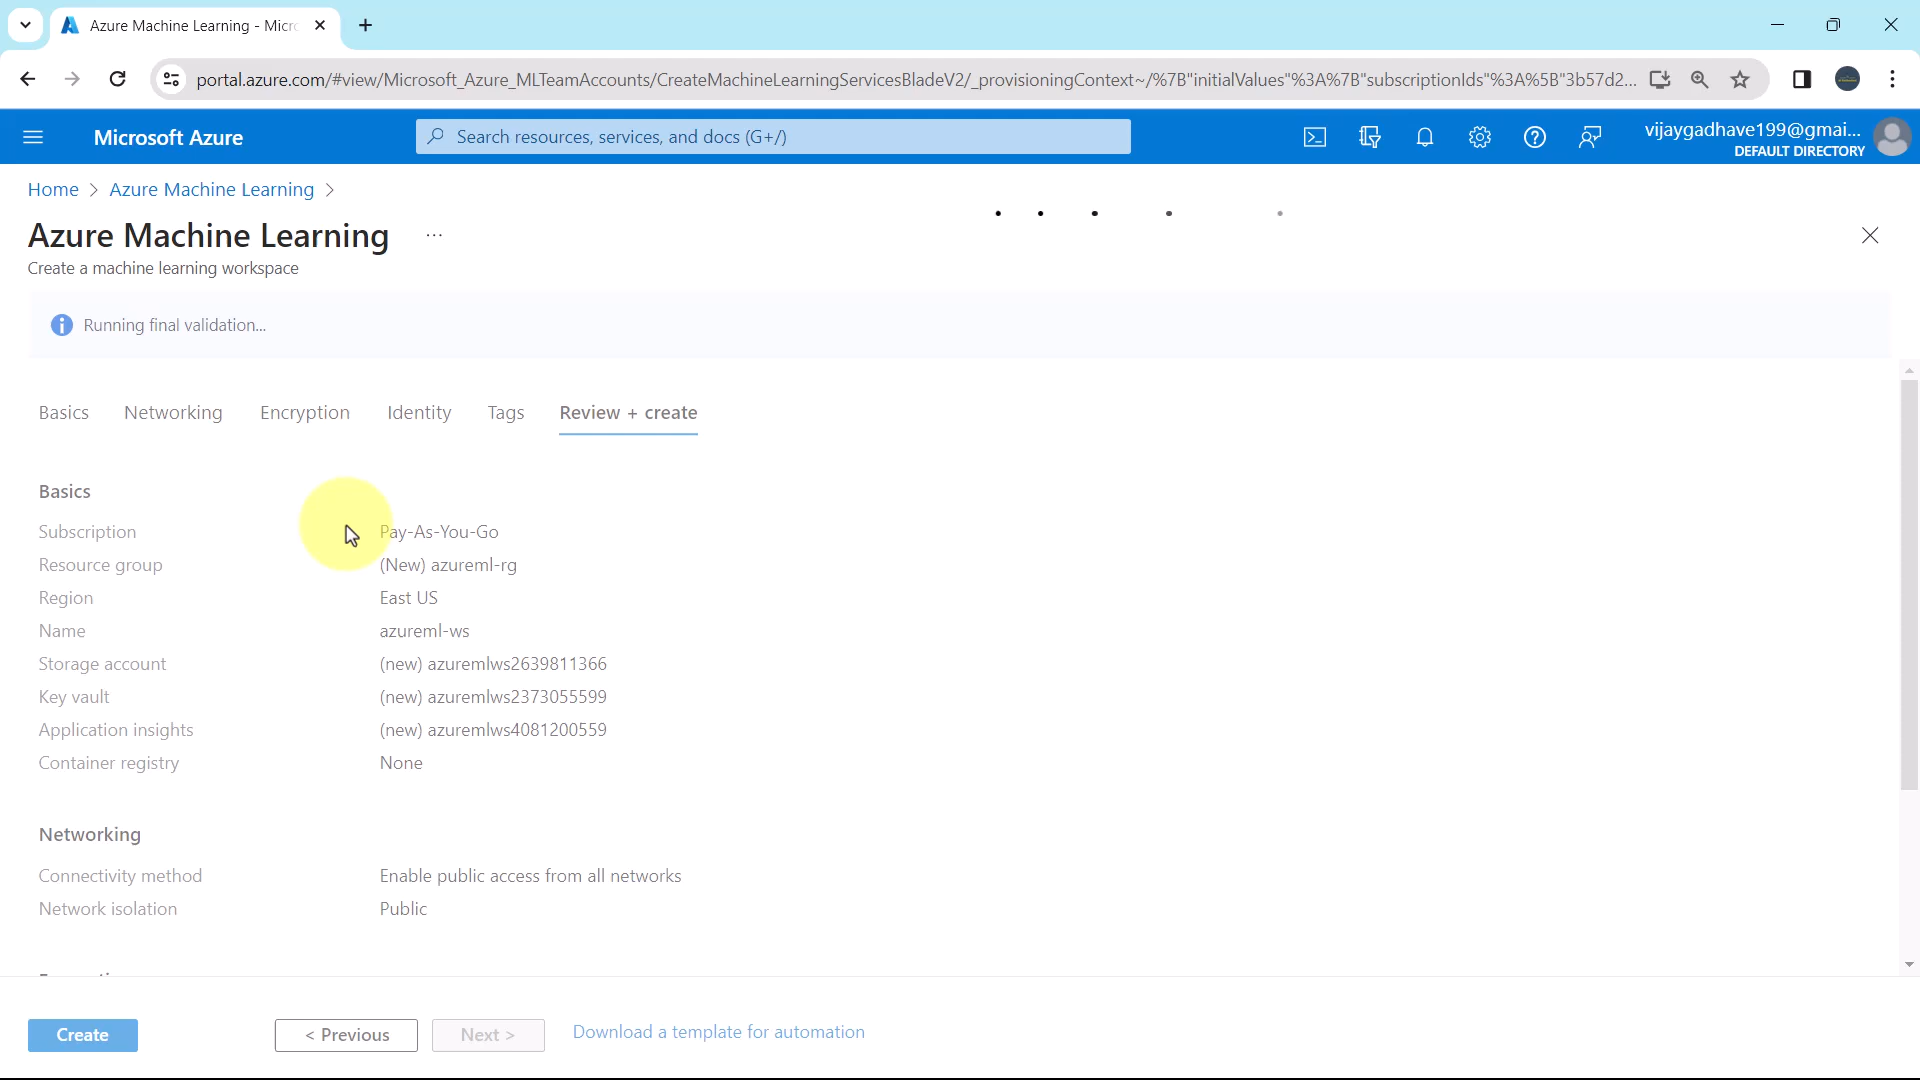 Azure Machine Learning - Micro
portal.azure.com/#view/Microsoft_Azure_MLTeamAccounts/CreateMachineLearningServicesBladeV2/_provisioningContext~/%7B"initialValues"%3A%7B"subscriptionIds"%3A%5B"3b57d2...
Microsoft Azure
Search resources, services, and docs (G+/)
vijaygadhave199@gmai...
DEFAULT DIRECTORY
Home > Azure Machine Learning >
Azure Machine Learning ...
Create a machine learning workspace
Running final validation...
Basics Networking Encryption Identity Tags Review + create
Basics
Subscription Pay-As-You-Go
Resource group (New) azureml-rg
Region East US
Name azureml-ws
Storage account (new) azuremlws2639811366
Key vault (new) azuremlws2373055599
Application insights (new) azuremlws4081200559
Container registry None
Networking
Connectivity method Enable public access from all networks
Network isolation Public
Create < Previous Next > Download a template for automation